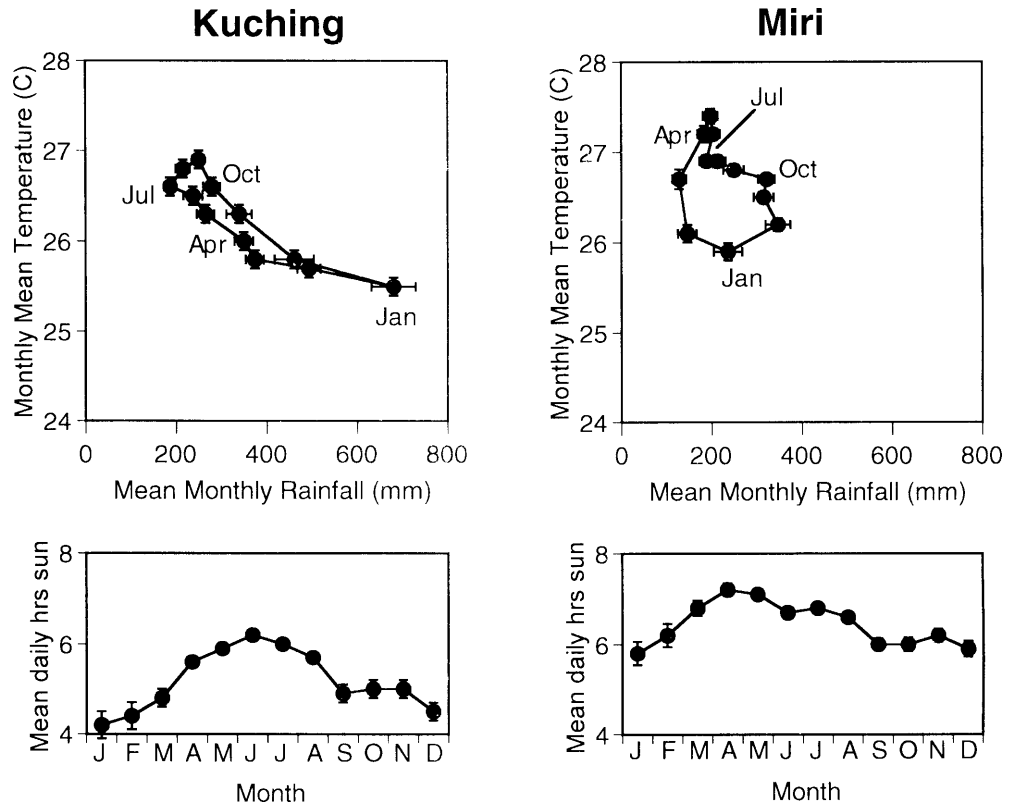 Kuching
Monthly Mean Temperature (C)
28
27
26
25
24
Jul
Oct
Apr
Jan
0 200 400 600 800
Mean Monthly Rainfall (mm)
Miri
Monthly Mean Temperature (C)
28
27
26
25
24
Jul
Apr
Oct
Jan
0 200 400 600 800
Mean Monthly Rainfall (mm)
Mean daily hrs sun
8
6
4
J F M A M J J A S O N D
Month
Mean daily hrs sun
8
6
4
J F M A M J J A S O N D
Month